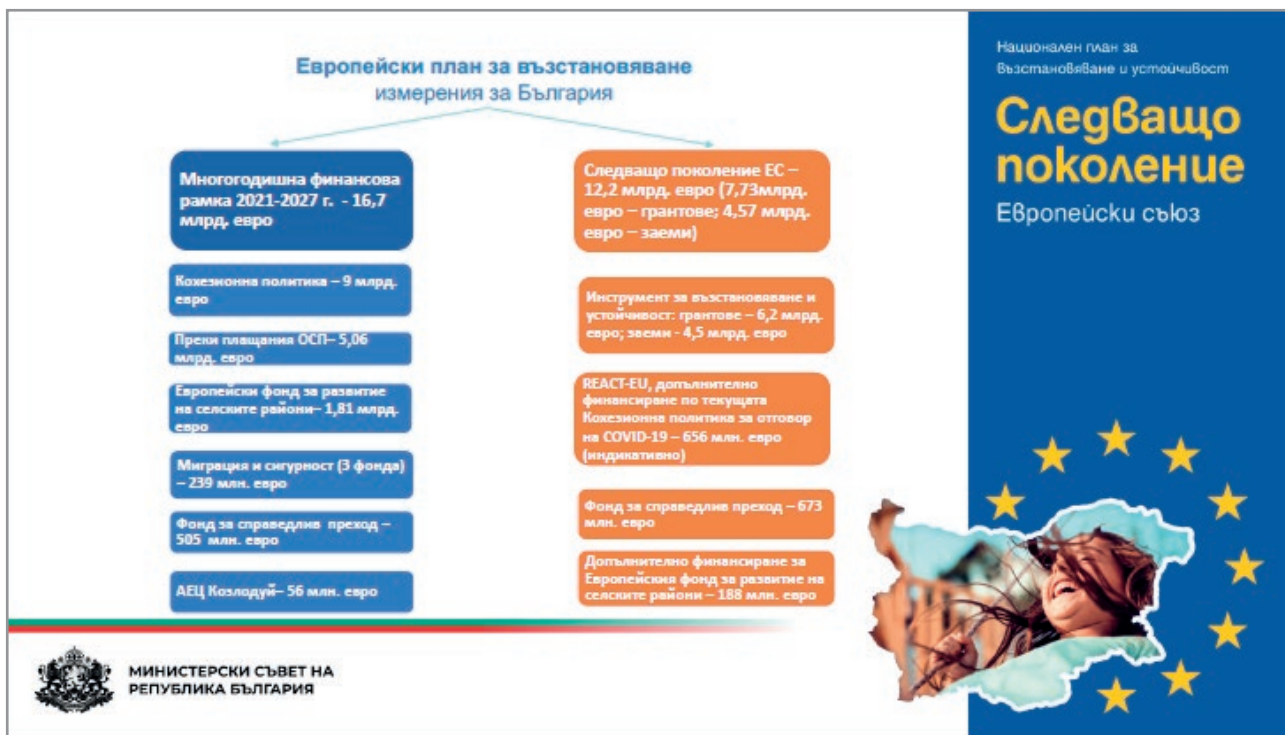 Европейски план за възстановяване
измерения за България
Многогодишна финансова
рамка 2021-2027 г. - 16,7
млрд. евро
Кохезионна политика – 9 млрд.
евро
Преки плащания ОСП– 5,06
млрд. евро
Европейски фонд за развитие
на селските райони– 1,81 млрд.
евро
Миграция и сигурност (3 фонда)
– 239 млн. евро
Фонд за справедлив преход –
505 млн. евро
АЕЦ Козлодуй– 56 млн. евро
Следващо поколение ЕС –
12,2 млрд. евро (7,73млрд.
евро – грантове; 4,57 млрд.
евро – заеми)
Инструмент за възстановяване и
устойчивост: грантове – 6,2 млрд.
евро; заеми - 4,5 млрд. евро
REACT-EU, допълнително
финансиране по текущата
Кохезионна политика за отговор
на COVID-19 – 656 млн. евро
(индикативно)
Фонд за справедлив преход – 673
млн. евро
Допълнително финансиране за
Европейския фонд за развитие на
селските райони – 188 млн. евро
МИНИСТЕРСКИ СЪВЕТ НА
РЕПУБЛИКА БЪЛГАРИЯ
Национален план за
възстановяване и устойчивост
Следващо
поколение
Европейски съюз